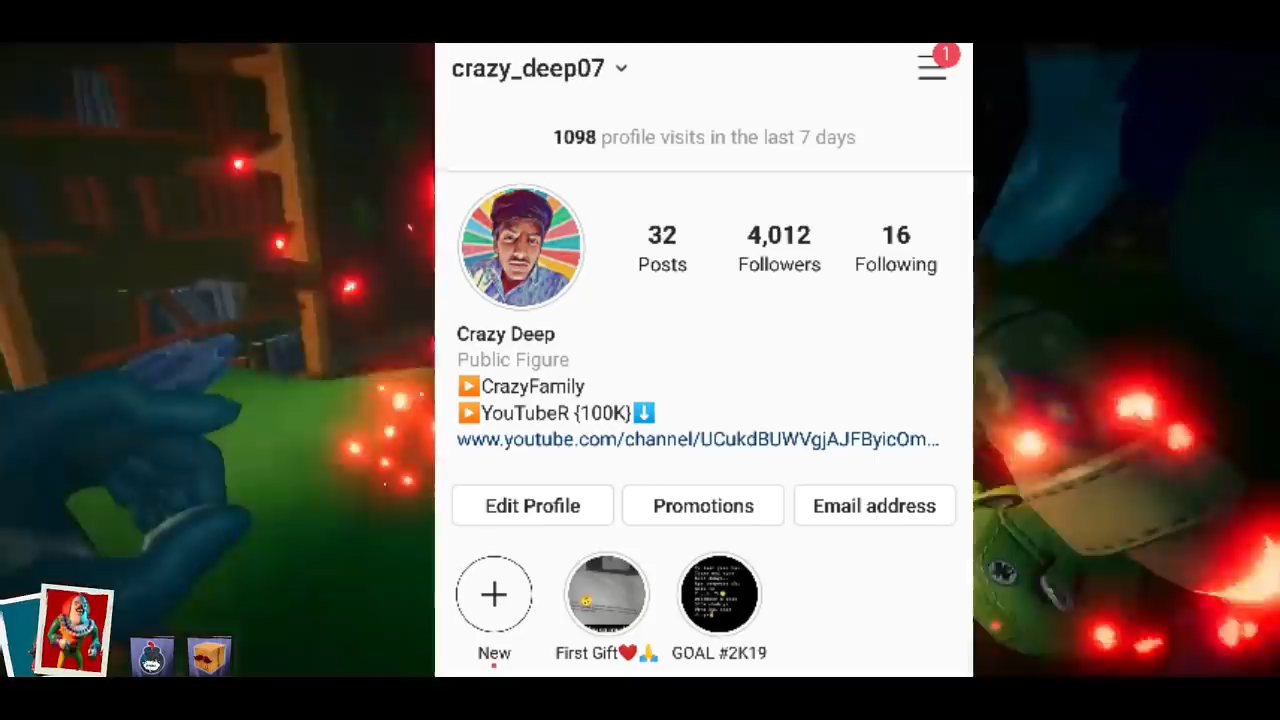 crazy_deep07
1
1098 profile visits in the last 7 days
32 4,012 16
Posts Followers Following
Crazy Deep
Public Figure
▶️CrazyFamily
▶️YouTubeR {100K}⬇️
www.youtube.com/channel/UCukdBUWVgjAJFByicOm...
Edit Profile Promotions Email address
New First Gift❤️🙏 GOAL #2K19